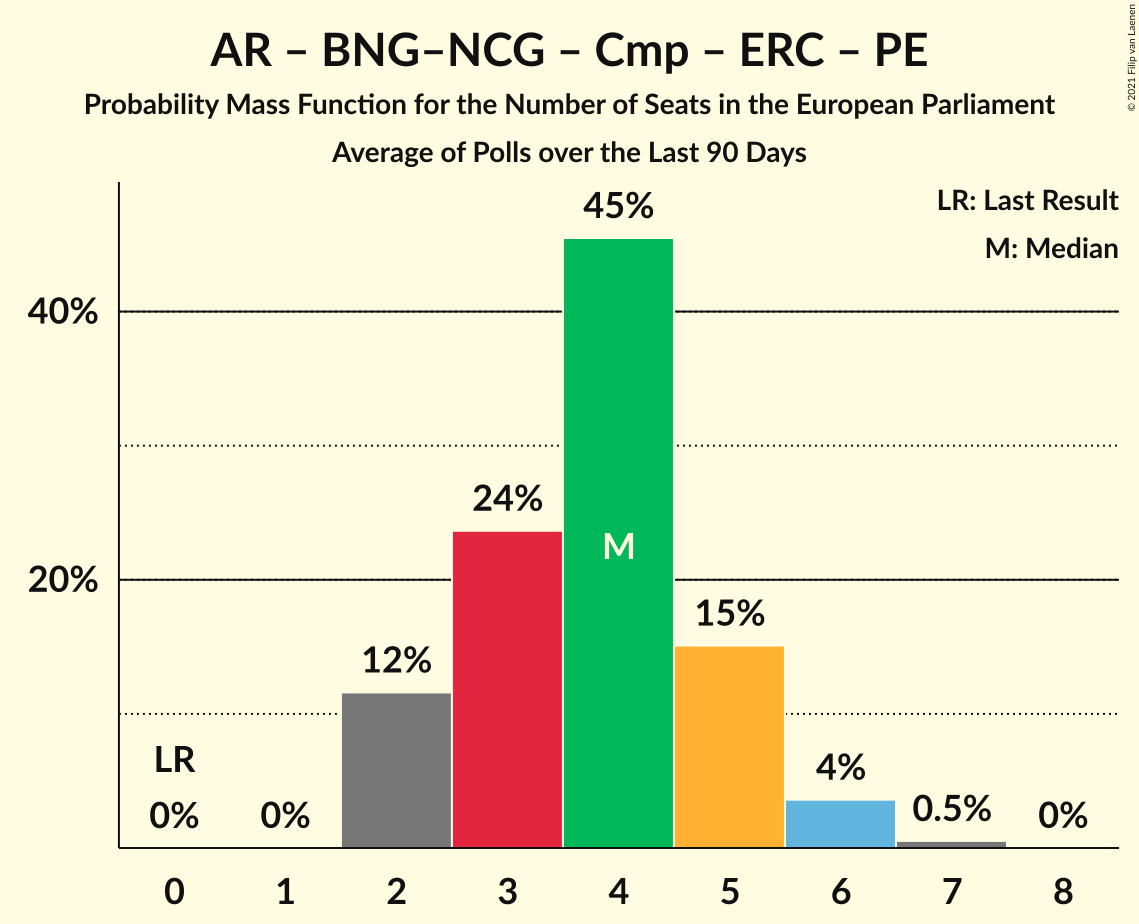 AR – BNG–NCG – Cmp – ERC – PE
Probability Mass Function for the Number of Seats in the European Parliament
Average of Polls over the Last 90 Days
© 2021 Filip van Laenen
LR: Last Result
M: Median
45%
40%
24%
M
20%
15%
12%
LR
4%
0%
0%
0.5%
0%
0
1
2
3
4
5
6
7
8